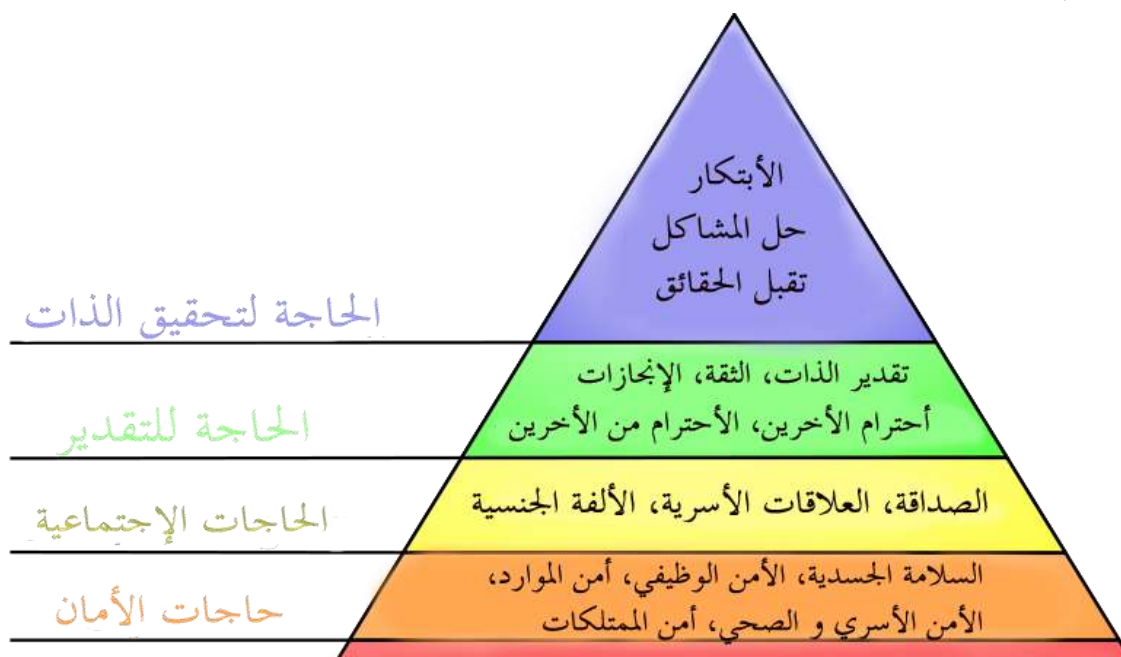 الأبتكار
حل المشاكل
تقبل الحقائق
الحاجة لتحقيق الذات
تقدير الذات، الثقة، الإنجازات
أحترام الأخرين، الأحترام من الأخرين
الحاجة للتقدير
الصداقة، العلاقات الأسرية، الألفة الجنسية
الحاجات الإجتماعية
السلامة الجسدية، الأمن الوظيفي، أمن الموارد،
الأمن الأسري و الصحي، أمن الممتلكات
حاجات الأمان